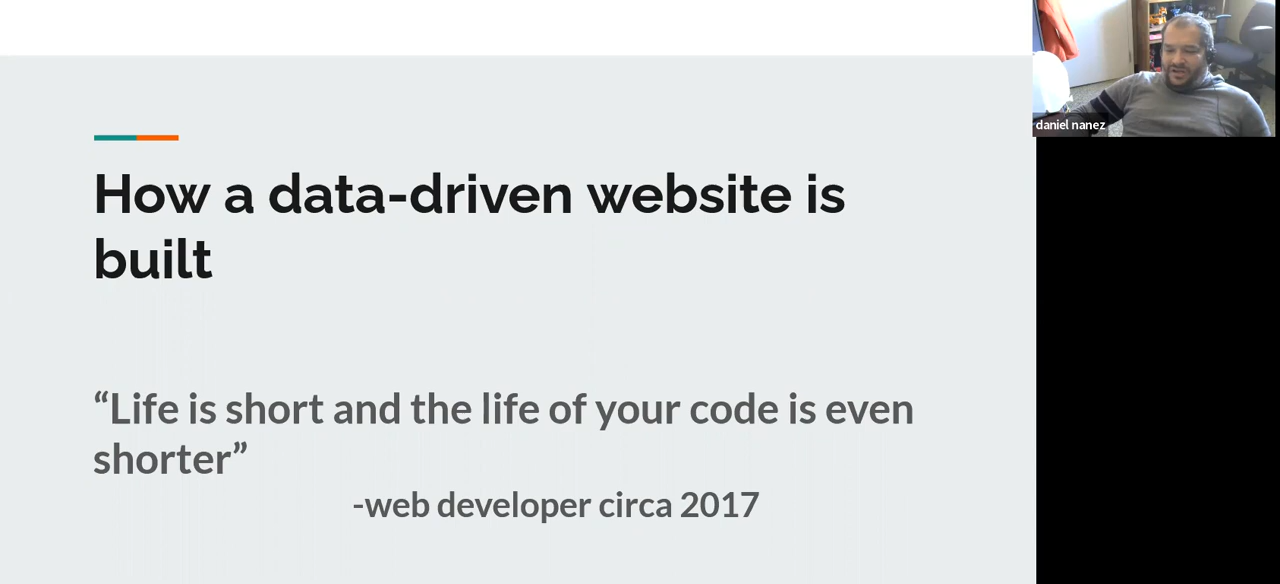 How a data-driven website is
built
“Life is short and the life of your code is even
shorter”
-web developer circa 2017
daniel nanez